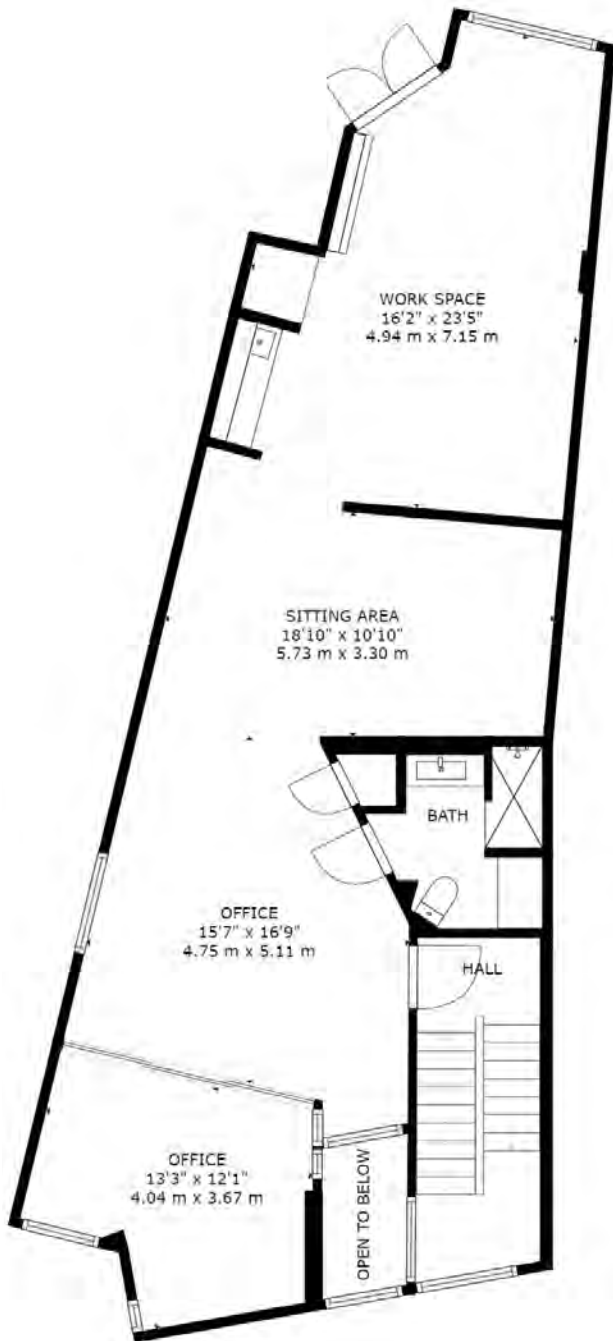 WORK SPACE
16'2" x 23'5"
4.94 m x 7.15 m
SITTING AREA
18'10" x 10'10"
5.73 m x 3.30 m
BATH
OFFICE
15'7" x 16'9"
4.75 m x 5.11 m
HALL
OFFICE
13'3" x 12'1"
4.04 m x 3.67 m
OPEN TO BELOW